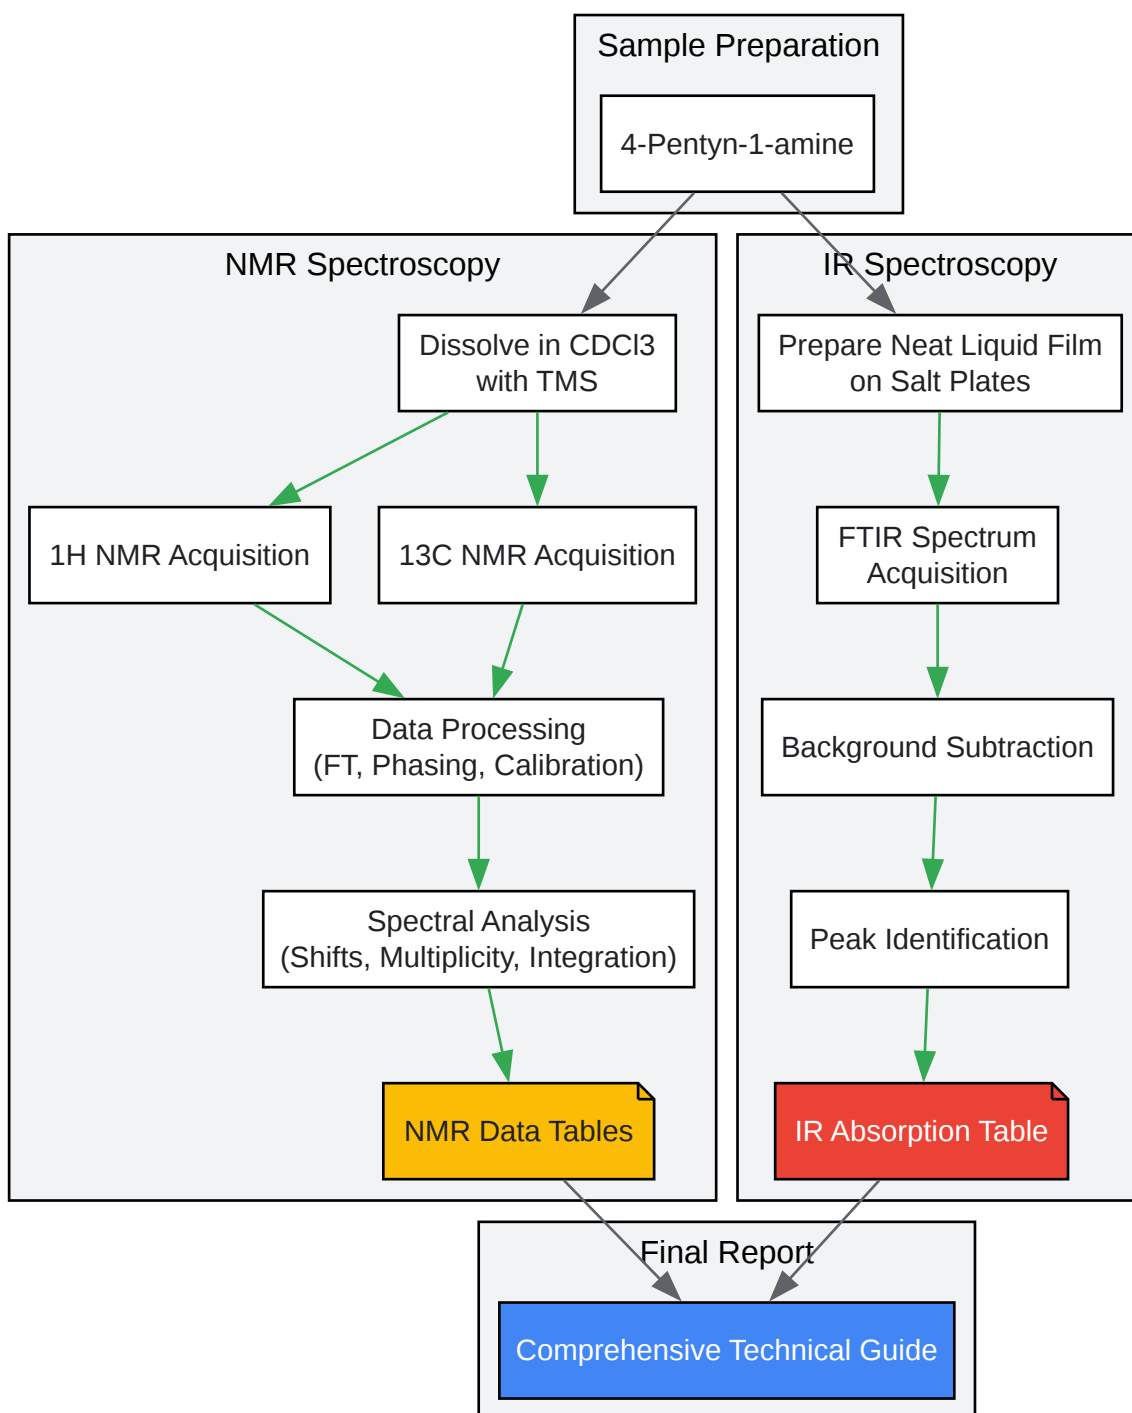 Sample Preparation
4-Pentyn-1-amine
NMR Spectroscopy
Dissolve in CDCl3
with TMS
1H NMR Acquisition
13C NMR Acquisition
Data Processing
(FT, Phasing, Calibration)
Spectral Analysis
(Shifts, Multiplicity, Integration)
NMR Data Tables
IR Spectroscopy
Prepare Neat Liquid Film
on Salt Plates
FTIR Spectrum
Acquisition
Background Subtraction
Peak Identification
IR Absorption Table
Final Report
Comprehensive Technical Guide